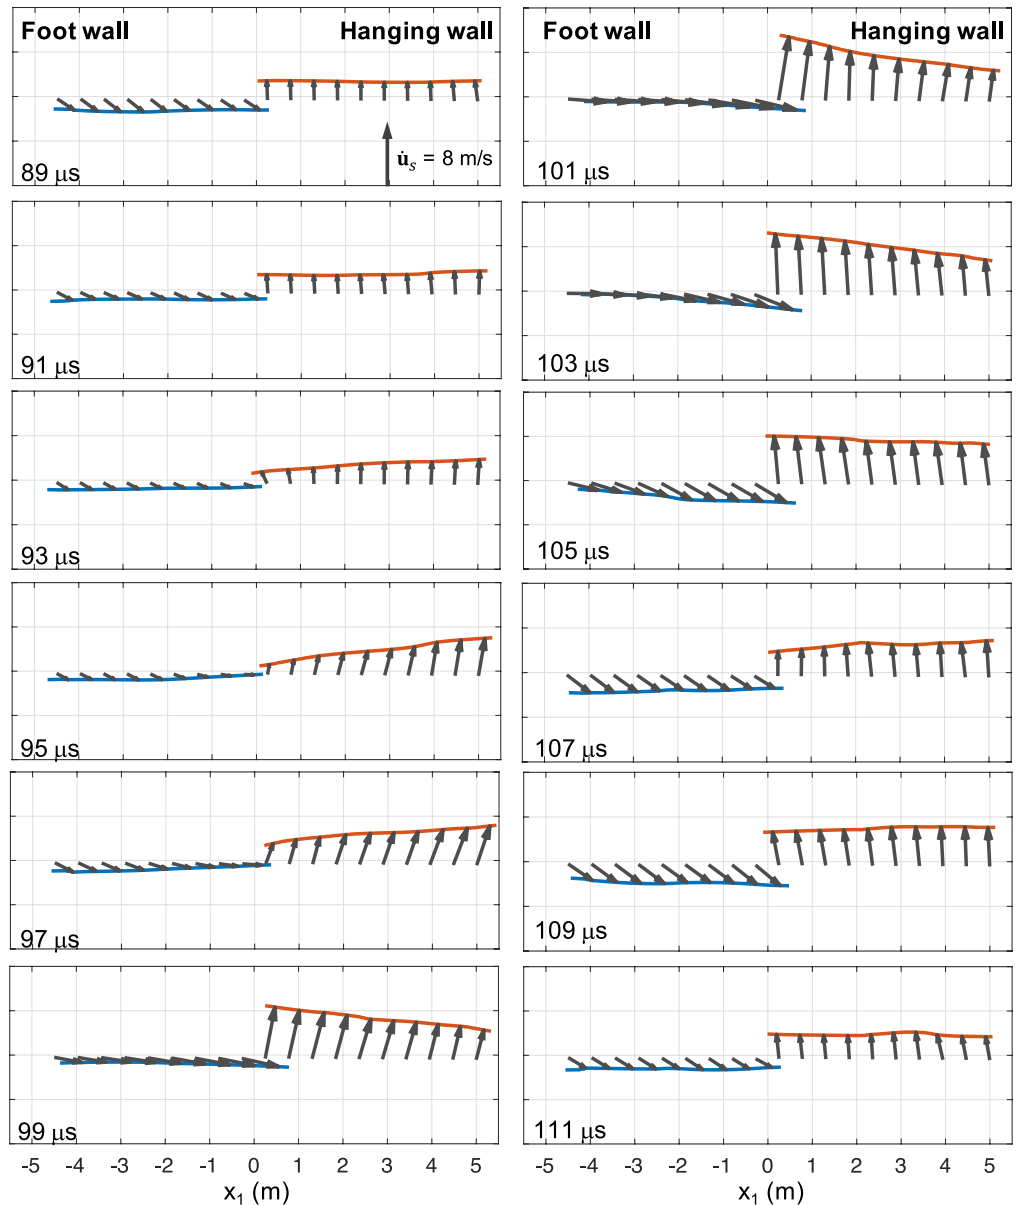 Foot wall Hanging wall
u̇ₛ = 8 m/s
89 μs
91 μs
93 μs
95 μs
97 μs
99 μs
-5 -4 -3 -2 -1 0 1 2 3 4 5
x₁ (m)
Foot wall Hanging wall
101 μs
103 μs
105 μs
107 μs
109 μs
111 μs
-5 -4 -3 -2 -1 0 1 2 3 4 5
x₁ (m)